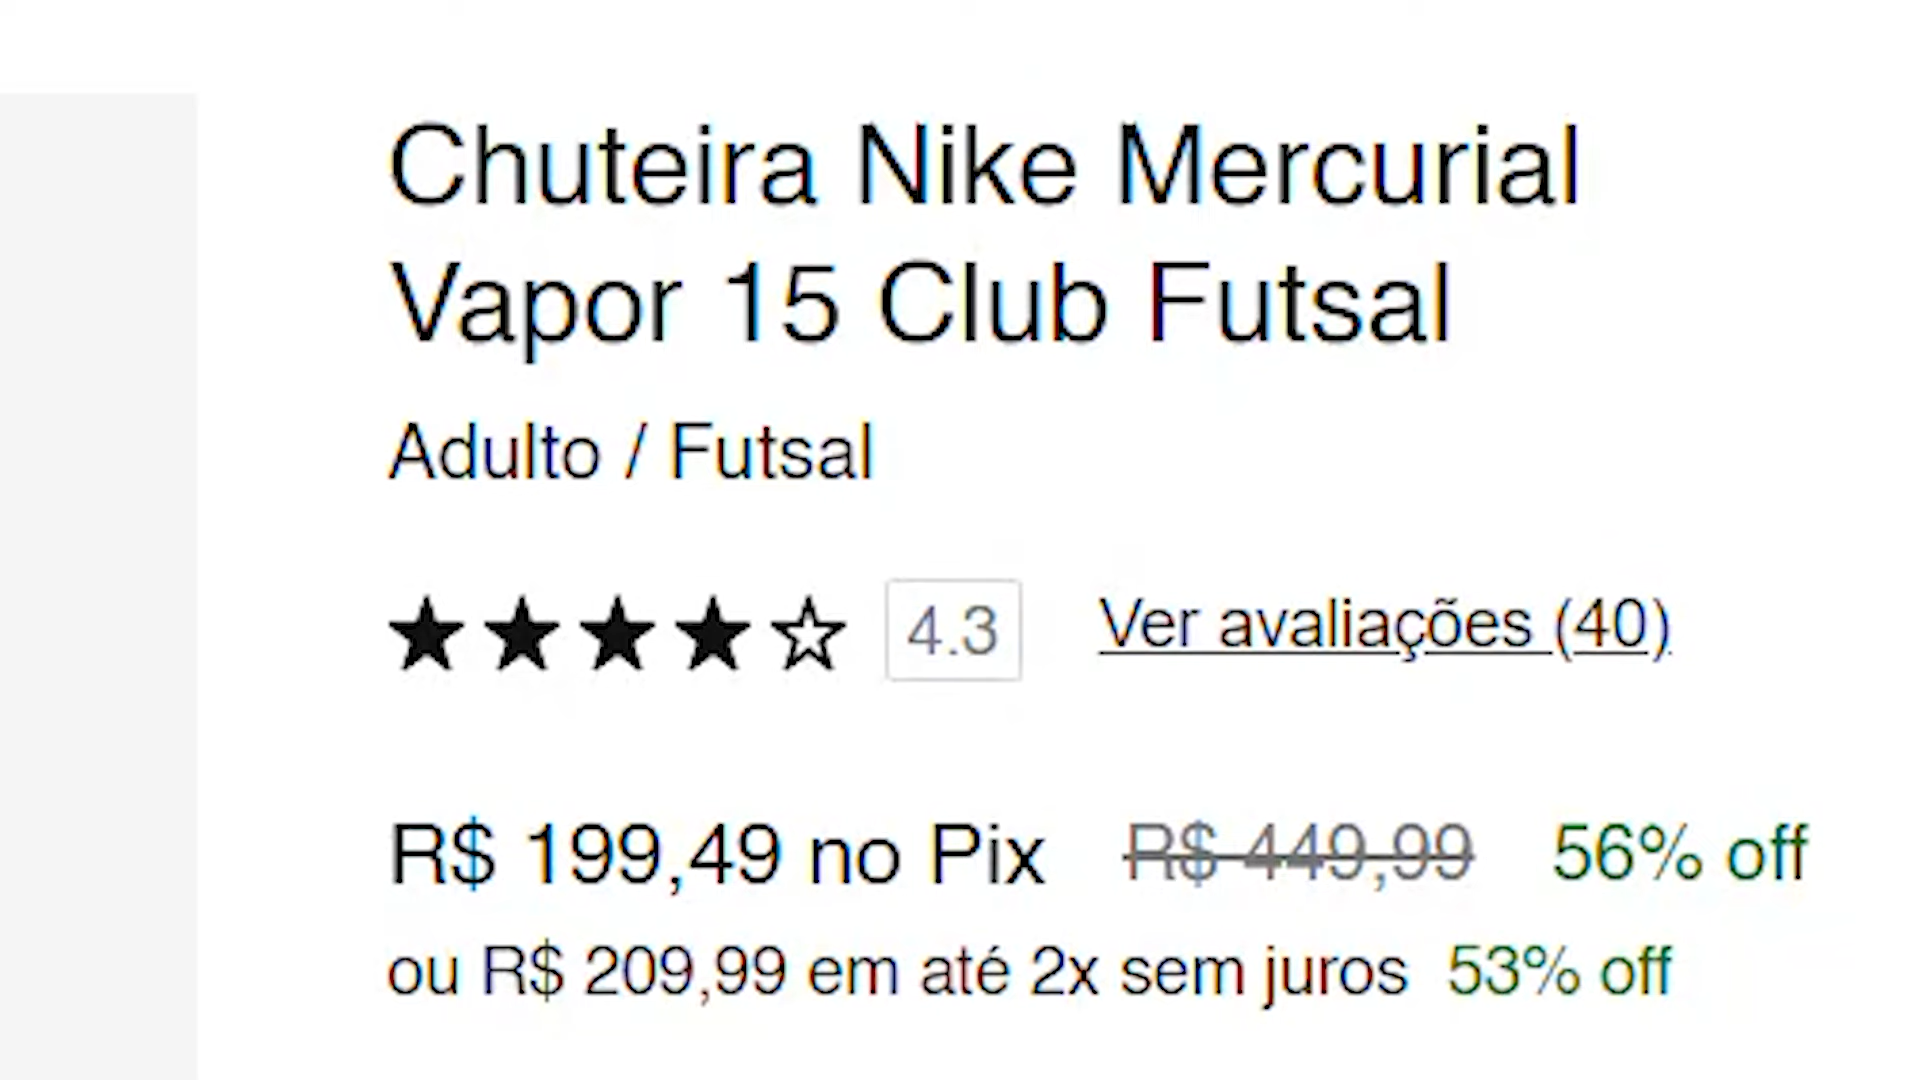 Chuteira Nike Mercurial
Vapor 15 Club Futsal
Adulto / Futsal
4.3 Ver avaliações (40)
R$ 199,49 no Pix R$ 449,99 56% off
ou R$ 209,99 em até 2x sem juros 53% off